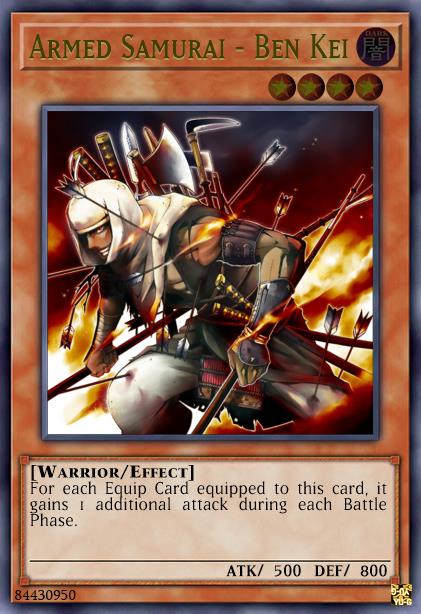 Armed Samurai - Ben Kei
DARK
闇
[Warrior/Effect]
For each Equip Card equipped to this card, it
gains 1 additional attack during each Battle
Phase.
ATK/ 500 DEF/ 800
84430950